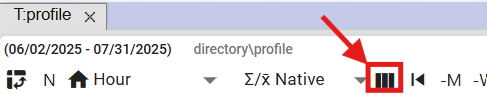 T:profile ×
(06/02/2025 - 07/31/2025) directory\profile
N Hour Σ/x̄ Native -M -W